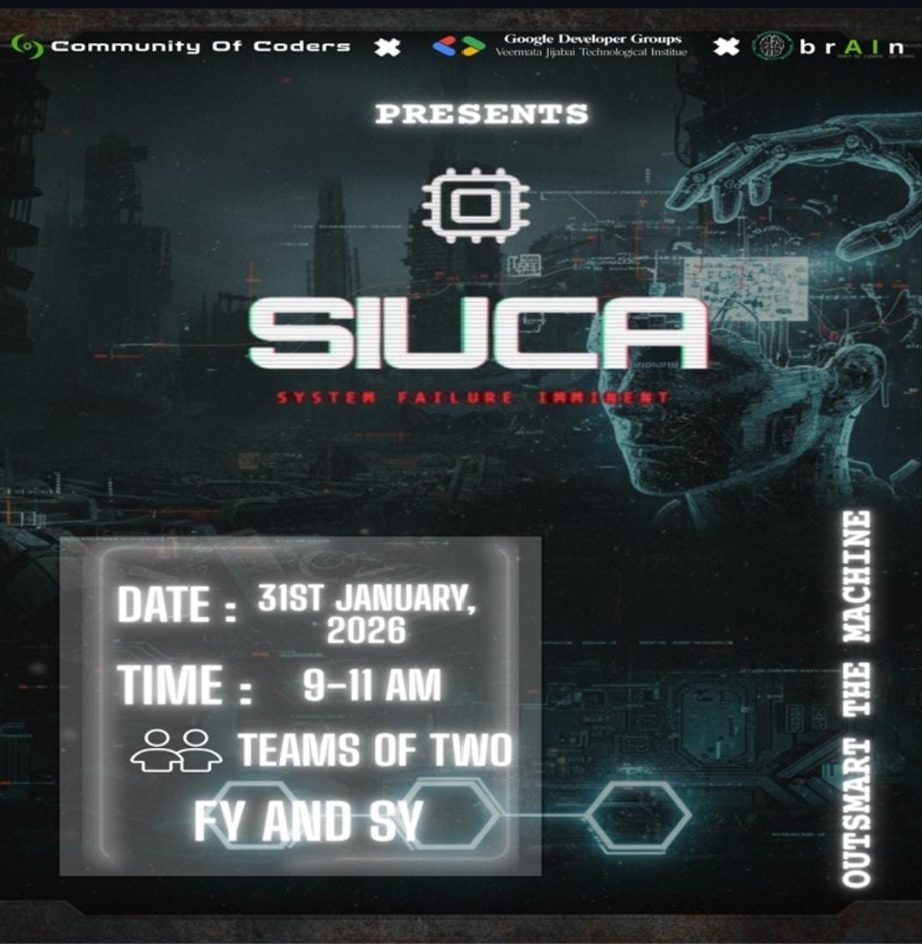 Community Of Coders ✖ Google Developer Groups ✖ brAIn
Veermata Jijabai Technological Institue
PRESENTS
SIUCA
SYSTEM FAILURE IMMINENT
DATE : 31ST JANUARY,
2026
TIME : 9-11 AM
TEAMS OF TWO
FY AND SY
OUTSMART THE MACHINE